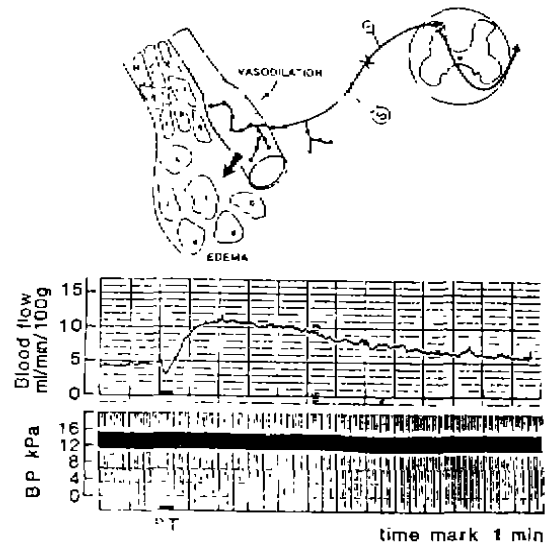 VASODILATION
S
EDEMA
Blood flow
ml/min/100g
15
10
5
0
BP kPa
16
12
8
4
0
time mark 1 min